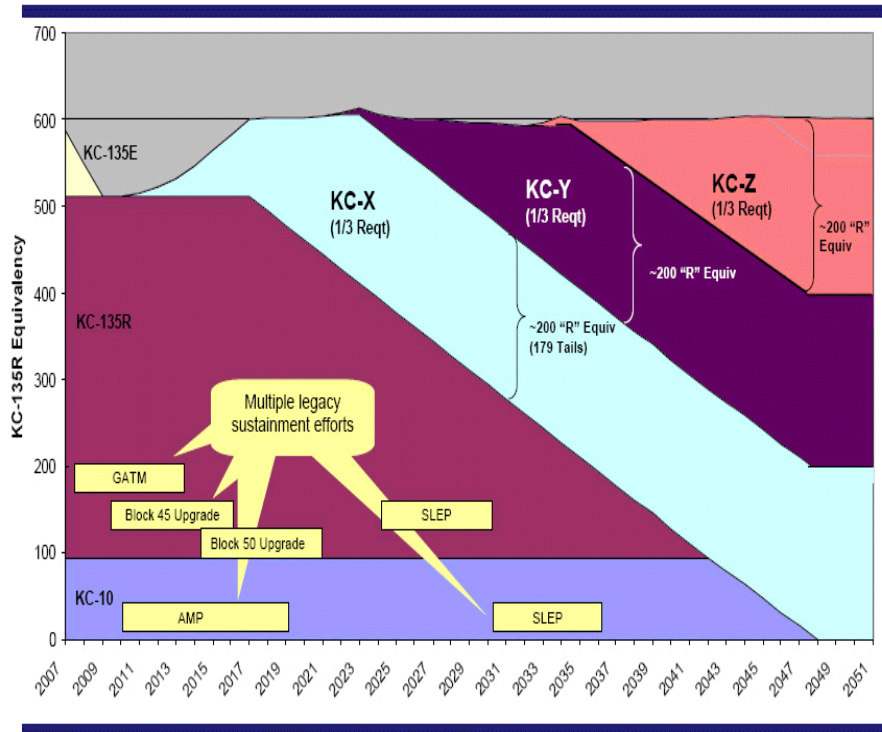 700
600
500
400
300
200
100
0
KC-135R Equivalency
KC-135E
KC-X
(1/3 Reqt)
KC-Y
(1/3 Reqt)
KC-Z
(1/3 Reqt)
~200 “R”
Equiv
~200 “R” Equiv
~200 “R” Equiv
(179 Tails)
KC-135R
Multiple legacy
sustainment efforts
GATM
Block 45 Upgrade
SLEP
Block 50 Upgrade
KC-10
AMP
SLEP
2007
2009
2011
2013
2015
2017
2019
2021
2023
2025
2027
2029
2031
2033
2035
2037
2039
2041
2043
2045
2047
2049
2051